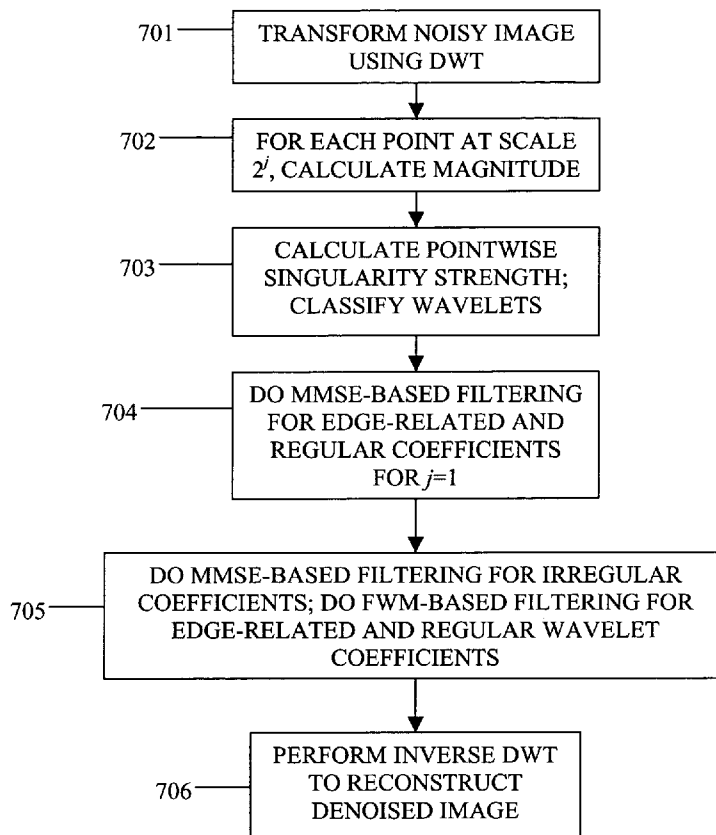 701
TRANSFORM NOISY IMAGE
USING DWT
702
FOR EACH POINT AT SCALE
2^j, CALCULATE MAGNITUDE
703
CALCULATE POINTWISE
SINGULARITY STRENGTH;
CLASSIFY WAVELETS
704
DO MMSE-BASED FILTERING
FOR EDGE-RELATED AND
REGULAR COEFFICIENTS
FOR j=1
705
DO MMSE-BASED FILTERING FOR IRREGULAR
COEFFICIENTS; DO FWM-BASED FILTERING FOR
EDGE-RELATED AND REGULAR WAVELET
COEFFICIENTS
706
PERFORM INVERSE DWT
TO RECONSTRUCT
DENOISED IMAGE